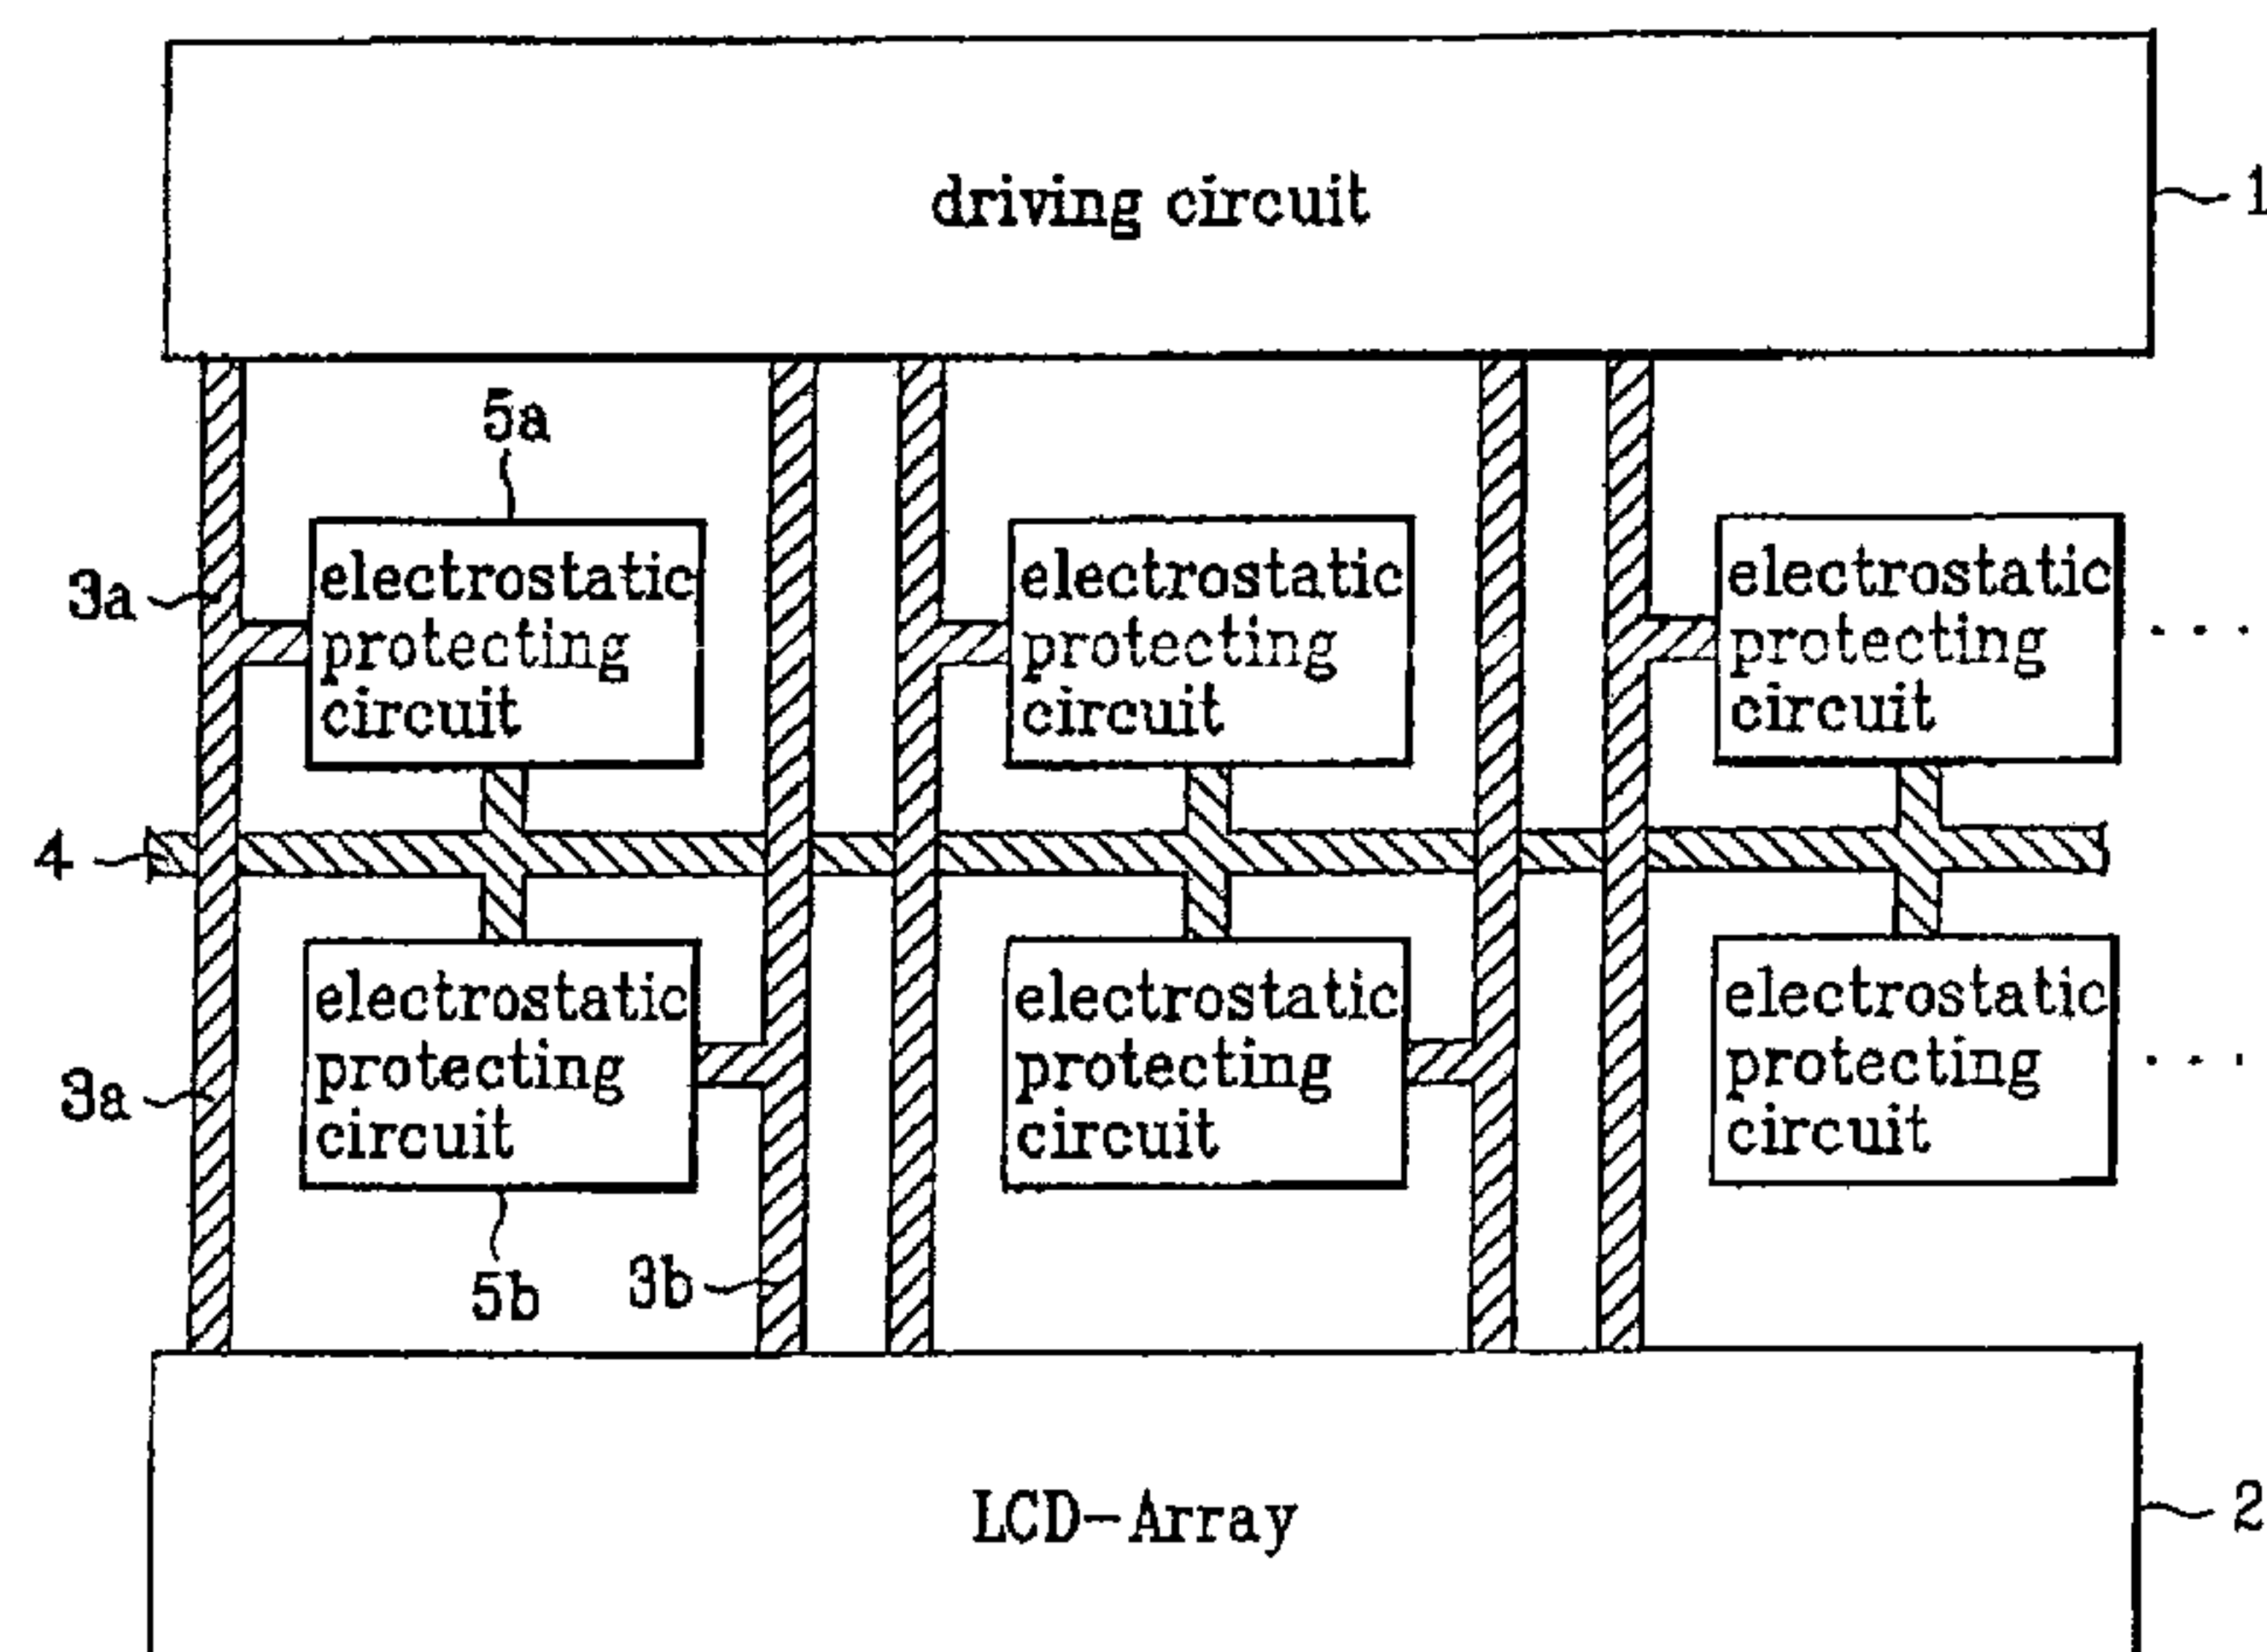 driving circuit
1
5a
3a
electrostatic
protecting
circuit
electrostatic
protecting
circuit
electrostatic
protecting
circuit
. . .
4
3a
electrostatic
protecting
circuit
electrostatic
protecting
circuit
electrostatic
protecting
circuit
. . .
5b
3b
LCD-Array
2